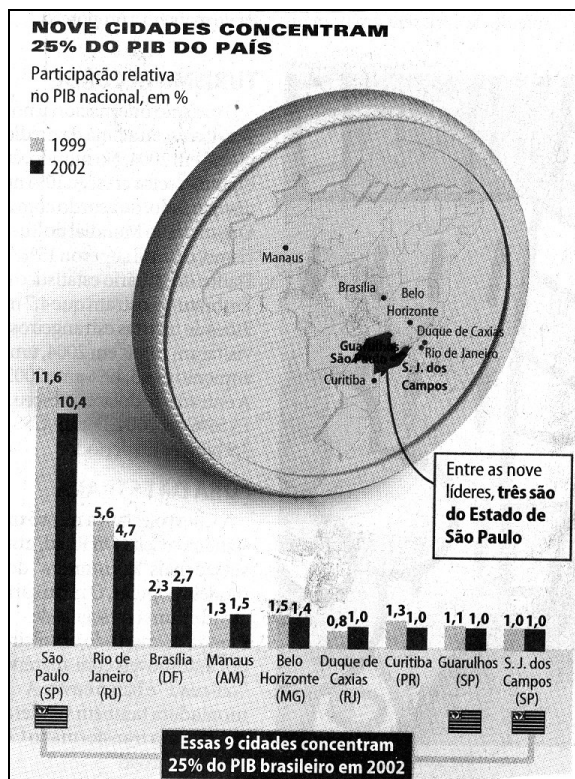 NOVE CIDADES CONCENTRAM
25% DO PIB DO PAÍS
Participação relativa
no PIB nacional, em %
1999
2002
Manaus
Brasília
Belo
Horizonte
Duque de Caxias
Guarulhos
São Paulo
Rio de Janeiro
S. J. dos
Campos
Curitiba
Entre as nove
líderes, três são
do Estado de
São Paulo
11,6
10,4
5,6
4,7
2,3
2,7
1,3
1,5
1,5
1,4
0,8
1,0
1,3
1,0
1,1
1,0
1,0
1,0
São
Paulo
(SP)
Rio de
Janeiro
(RJ)
Brasília
(DF)
Manaus
(AM)
Belo
Horizonte
(MG)
Duque de
Caxias
(RJ)
Curitiba
(PR)
Guarulhos
(SP)
S. J. dos
Campos
(SP)
Essas 9 cidades concentram
25% do PIB brasileiro em 2002